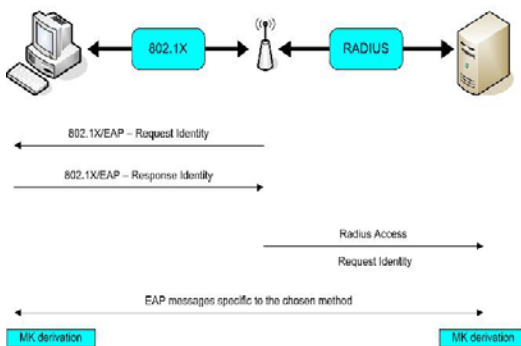 802.1X
RADIUS
802.1X/EAP – Request Identity
802.1X/EAP – Response Identity
Radius Access
Request Identity
EAP messages specific to the chosen method
MK derivation
MK derivation